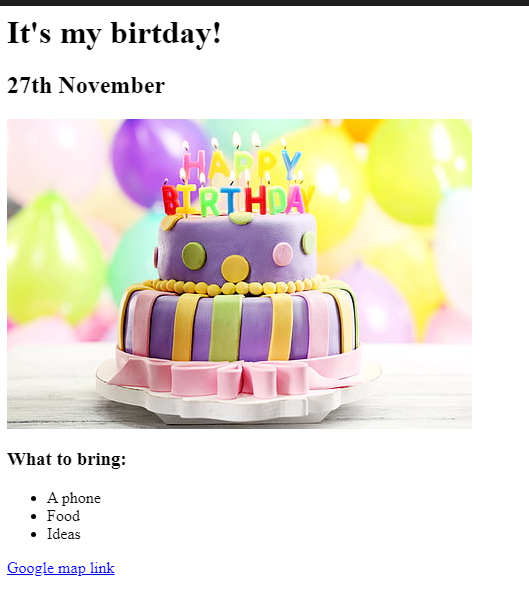 It's my birtday!
27th November
HAPPY
BIRTHDAY
What to bring:
A phone
Food
Ideas
Google map link